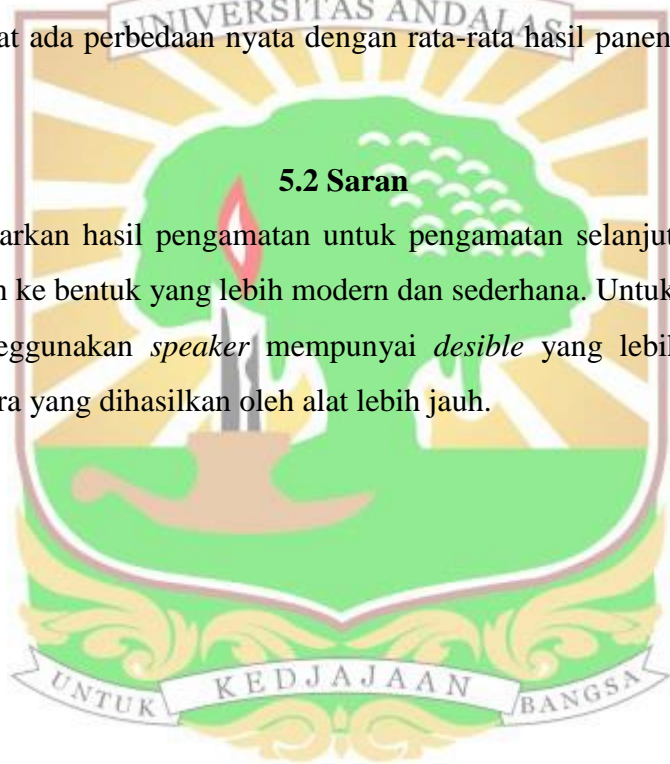 UNIVERSITAS ANDALAS
at ada perbedaan nyata dengan rata-rata hasil panen
5.2 Saran
arkan hasil pengamatan untuk pengamatan selanjut
n ke bentuk yang lebih modern dan sederhana. Untuk
eggunakan speaker mempunyai desible yang lebih
ra yang dihasilkan oleh alat lebih jauh.
UNTUK KEDJAJAAN BANGSA